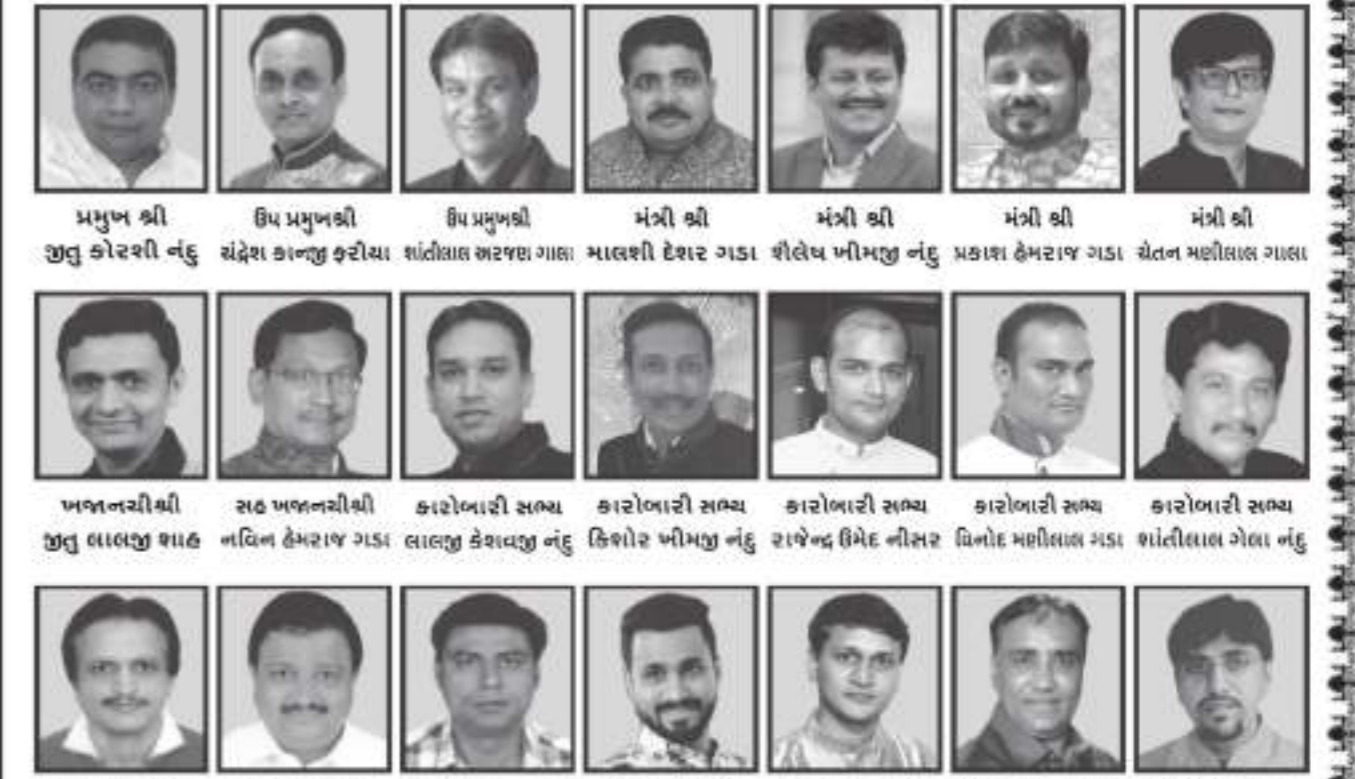 પ્રમુખ શ્રી ઉપ પ્રમુખશ્રી ઉપ પ્રમુખશ્રી મંત્રી શ્રી મંત્રી શ્રી મંત્રી શ્રી મંત્રી શ્રી
જીતુ કોરશી નંદુ ચંદ્રેશ કાનજી ફરીયા શાંતીલાલ અરજણ ગાલા માલશી દેશર ગડા શૈલેષ ખીમજી નંદુ પ્રકાશ હેમરાજ ગડા ચેતન મણીલાલ ગાલા
ખજાનચીશ્રી સહ ખજાનચીશ્રી કારોબારી સભ્ય કારોબારી સભ્ય કારોબારી સભ્ય કારોબારી સભ્ય કારોબારી સભ્ય
જીતુ લાલજી શાહ નવિન હેમરાજ ગડા લાલજી કેશવજી નંદુ કિશોર ખીમજી નંદુ રાજેન્દ્ર ઉમેદ નીસર વિનોદ મણીલાલ ગડા શાંતીલાલ ગેલા નંદુ